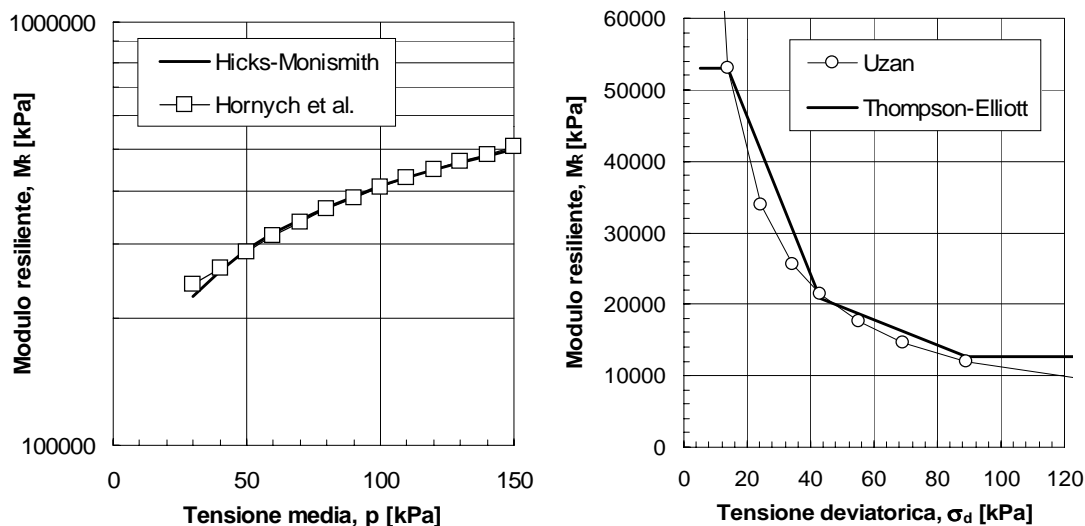 1000000
Hicks-Monismith
Hornych et al.
Modulo resiliente, MR [kPa]
100000
0
50
100
150
Tensione media, p [kPa]
60000
50000
40000
30000
20000
10000
0
Uzan
Thompson-Elliott
Modulo resiliente, MR [kPa]
0
20
40
60
80
100
120
Tensione deviatorica, σd [kPa]